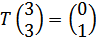 T(3 3) = (0 1)